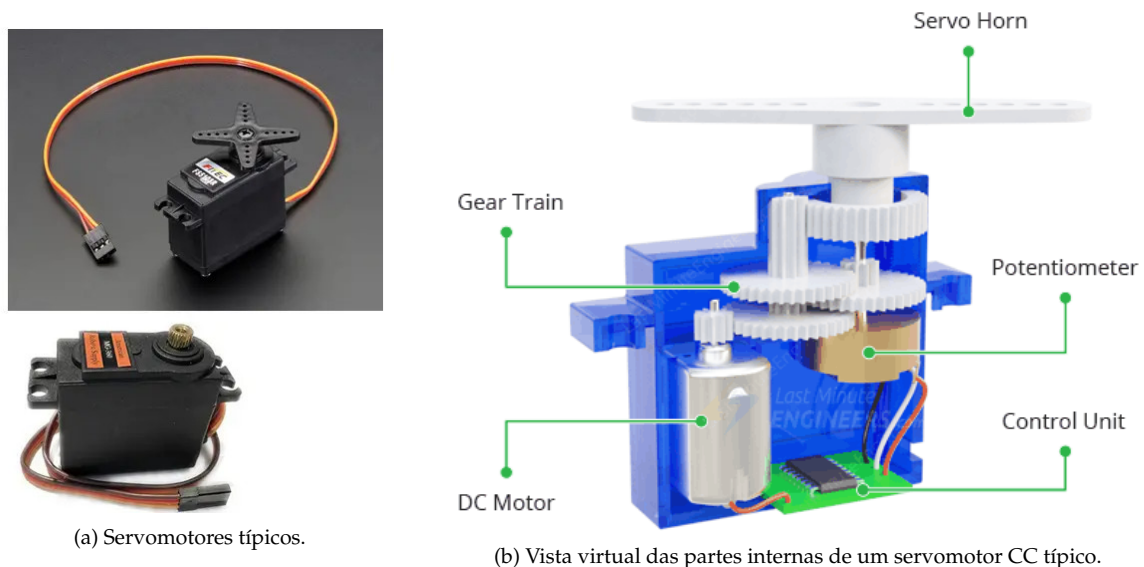 Servo Horn
Gear Train
Potentiometer
Last Minute
ENGINEERS
Control Unit
DC Motor
(a) Servomotores típicos.
(b) Vista virtual das partes internas de um servomotor CC típico.